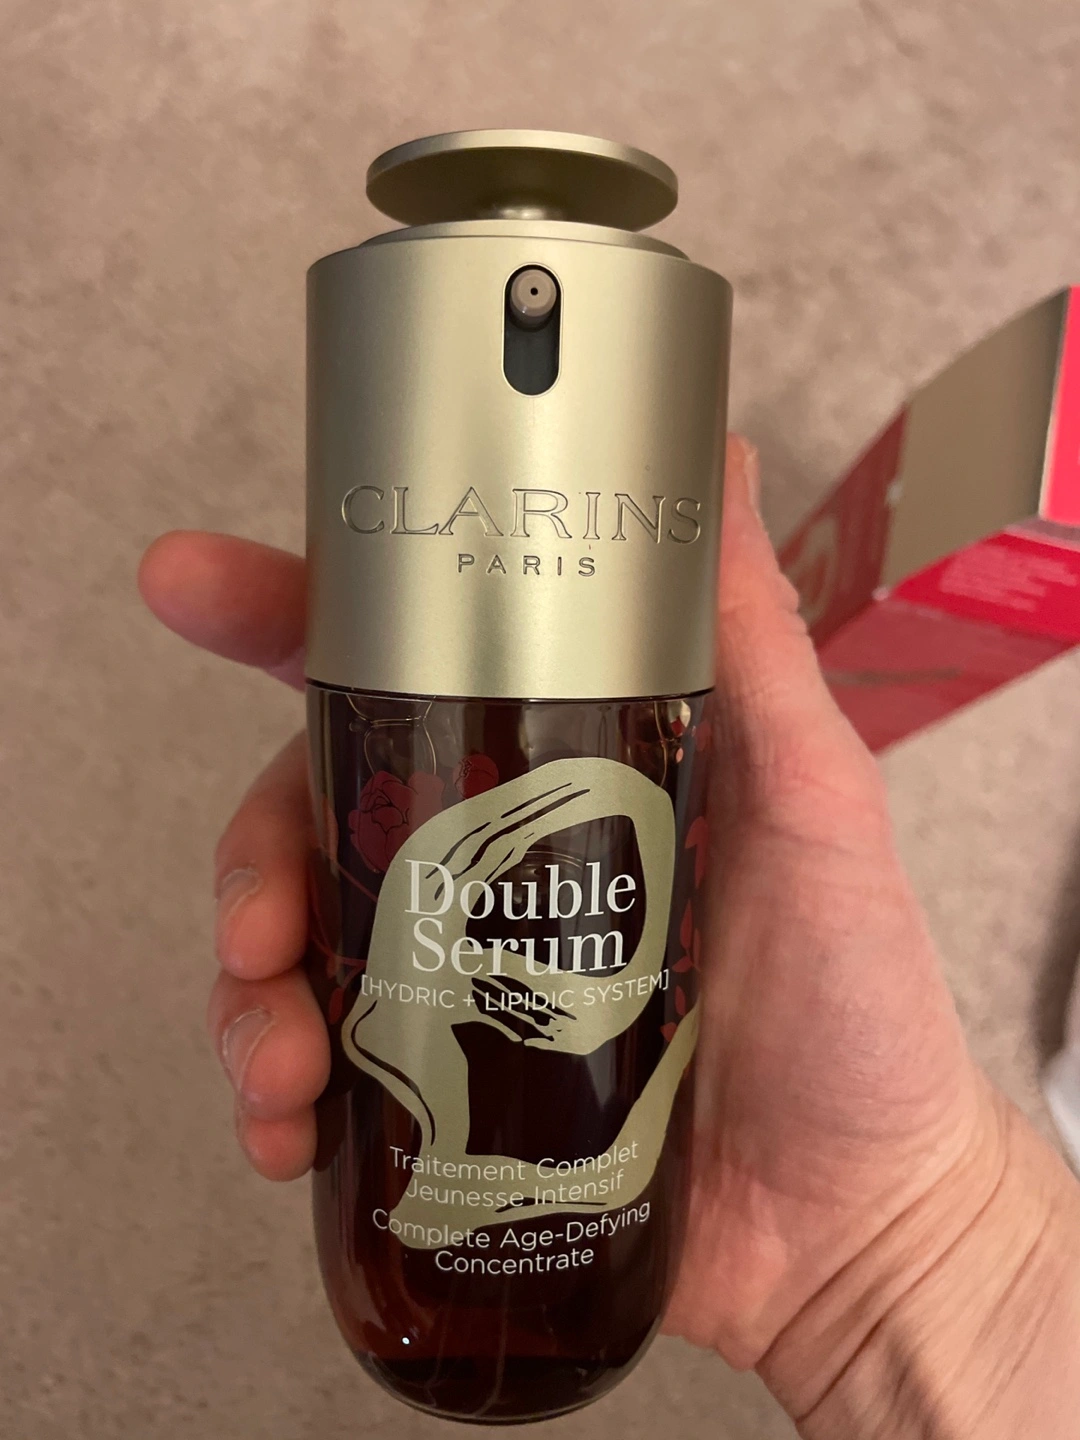 CLARINS
PARIS
Double
Serum
[HYDRIC + LIPIDIC SYSTEM]
Traitement Complet
Jeunesse Intensif
Complete Age-Defying
Concentrate